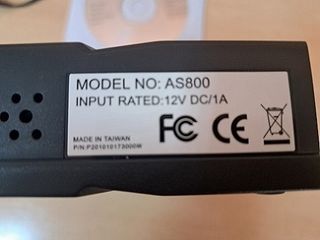 MODEL NO: AS800
INPUT RATED:12V DC/1A
FC CE
MADE IN TAIWAN
P/N:P201010173000W